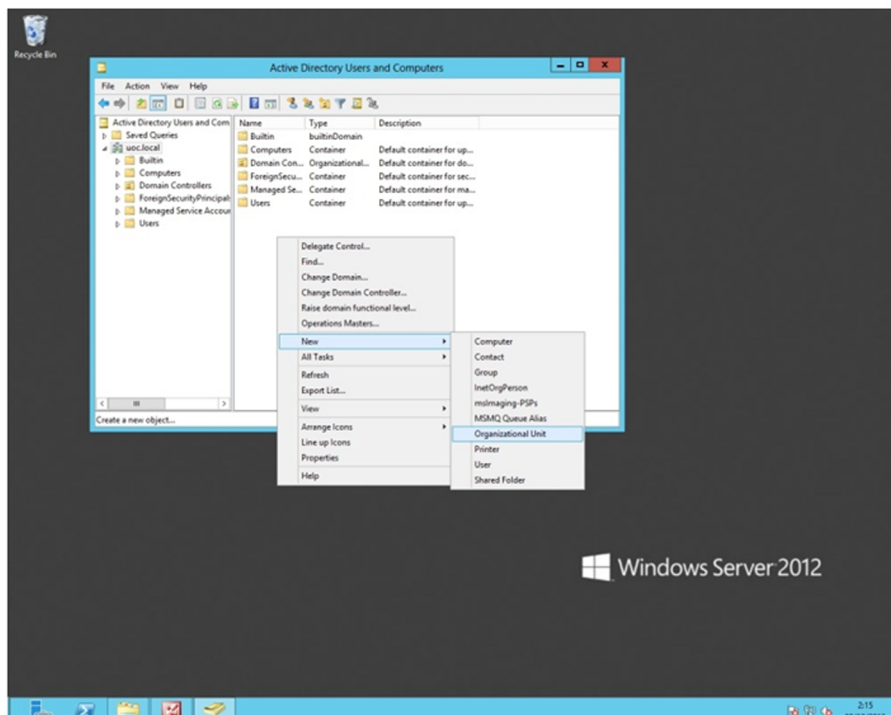 Recycle Bin
Active Directory Users and Computers
File Action View Help
Active Directory Users and Com
Saved Queries
uoc.local
Builtin
Computers
Domain Controllers
ForeignSecurityPrincipals
Managed Service Accour
Users
Name Type Description
Builtin builtinDomain
Computers Container Default container for up...
Domain Con... Organizational... Default container for do...
ForeignSecu... Container Default container for sec...
Managed Se... Container Default container for ma...
Users Container Default container for up...
Delegate Control...
Find...
Change Domain...
Change Domain Controller...
Raise domain functional level...
Operations Masters...
New
All Tasks
Refresh
Export List...
View
Arrange Icons
Line up Icons
Properties
Help
Computer
Contact
Group
InetOrgPerson
msImaging-PSPs
MSMQ Queue Alias
Organizational Unit
Printer
User
Shared Folder
Create a new object...
Windows Server 2012
2:15